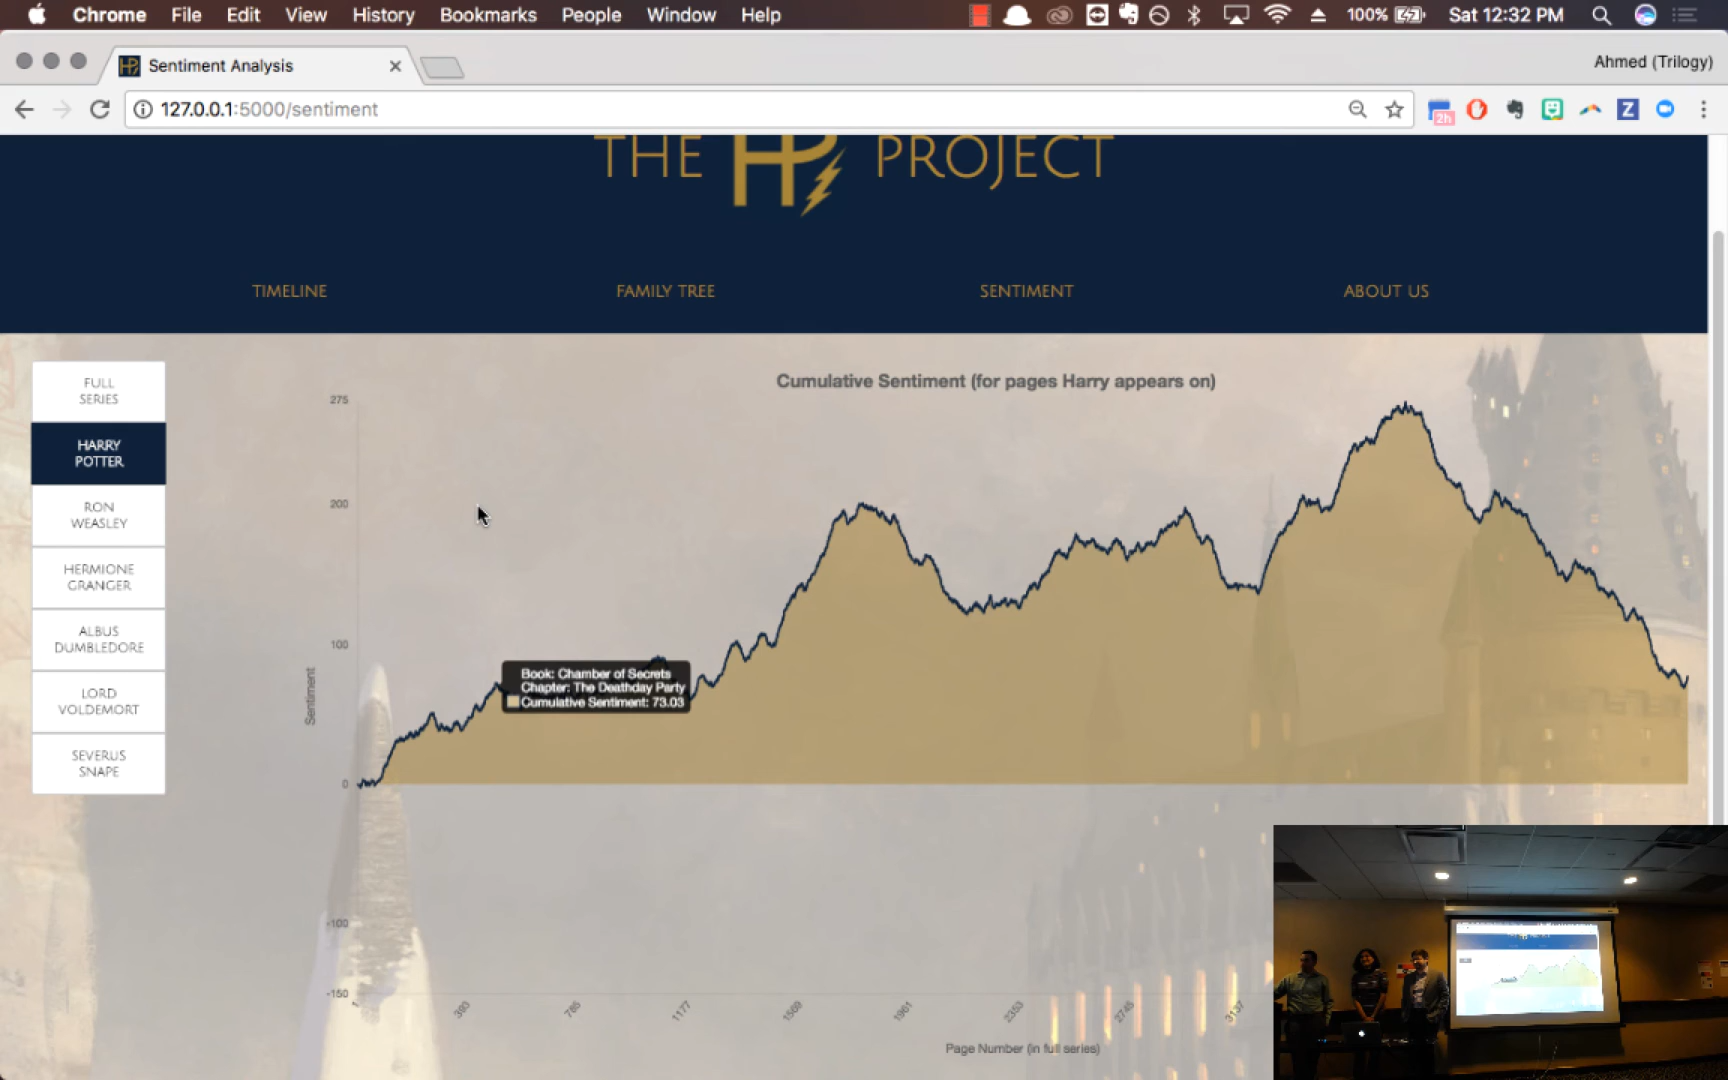 Chrome File Edit View History Bookmarks People Window Help 100% Sat 12:32 PM
Sentiment Analysis
Ahmed (Trilogy)
127.0.0.1:5000/sentiment
2h
Z
THE HP PROJECT
TIMELINE FAMILY TREE SENTIMENT ABOUT US
FULL
SERIES
HARRY
POTTER
RON
WEASLEY
HERMIONE
GRANGER
ALBUS
DUMBLEDORE
LORD
VOLDEMORT
SEVERUS
SNAPE
Cumulative Sentiment (for pages Harry appears on)
275
200
100
0
-100
-150
Sentiment
Book: Chamber of Secrets
Chapter: The Deathday Party
Cumulative Sentiment: 73.03
1 393 785 1177 1569 1961 2353 2745 3137
Page Number (in full series)